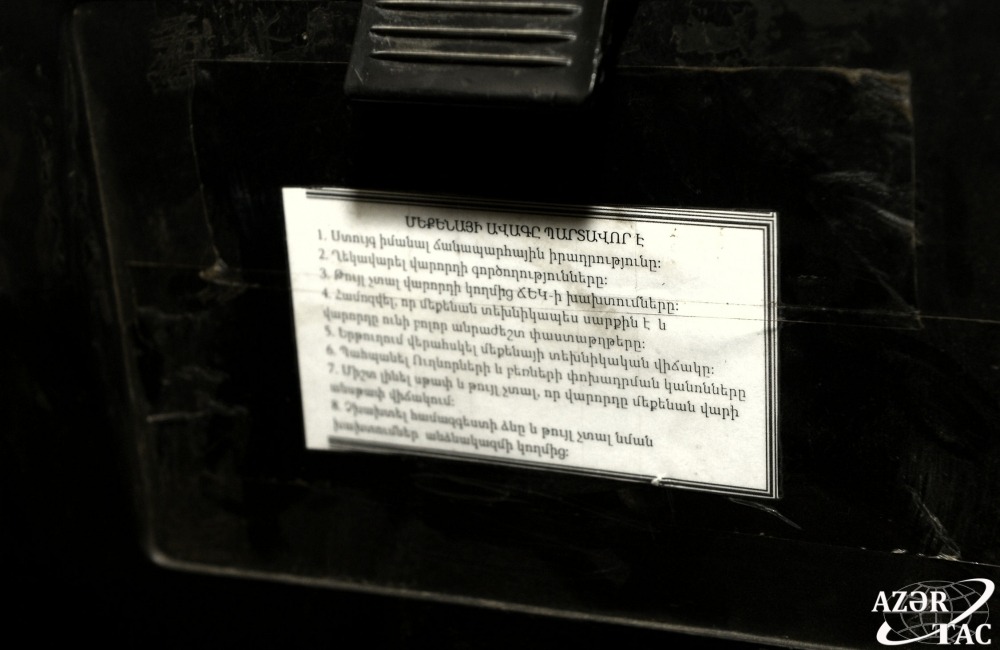 ՄԵՔԵՆԱՅԻ ԱՎԱԳԸ ՊԱՐՏԱՎՈՐ Է
1. Ստույգ իմանալ ճանապարհային իրադրությունը:
2. Ղեկավարել վարորդի գործողությունները:
3. Թույլ չտալ վարորդի կողմից ՃԵԿ-ի խախտումները:
4. Համոզվել, որ մեքենան տեխնիկապես սարքին է և
վարորդը ունի բոլոր անրաժեշտ փաստաթղթերը:
5. Երթուղում վերահսկել մեքենայի տեխնիկական վիճակը:
6. Պահպանել Ուղևորների և բեռների փոխադրման կանոնները
7. Միշտ լինել սթափ և թույլ չտալ, որ վարորդը մեքենան վարի
անսթափ վիճակում:
8. Չխախտել համազգեստի ձևը և թույլ չտալ նման
խախտումներ անձնակազմի կողմից:
AZƏR
TAC